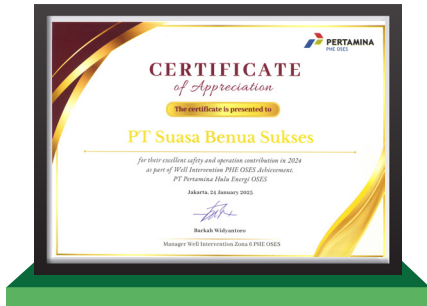 PERTAMINA
PHE OSES
CERTIFICATE
of Appreciation
The certificate is presented to
PT Suasa Benua Sukses
for their excellent safety and operation contribution in 2024
as part of Well Intervention PHE OSES Achievement.
PT Pertamina Hulu Energi OSES
Jakarta, 24 January 2025
Barkah Widyantoro
Manager Well Intervention Zona 6 PHE OSES